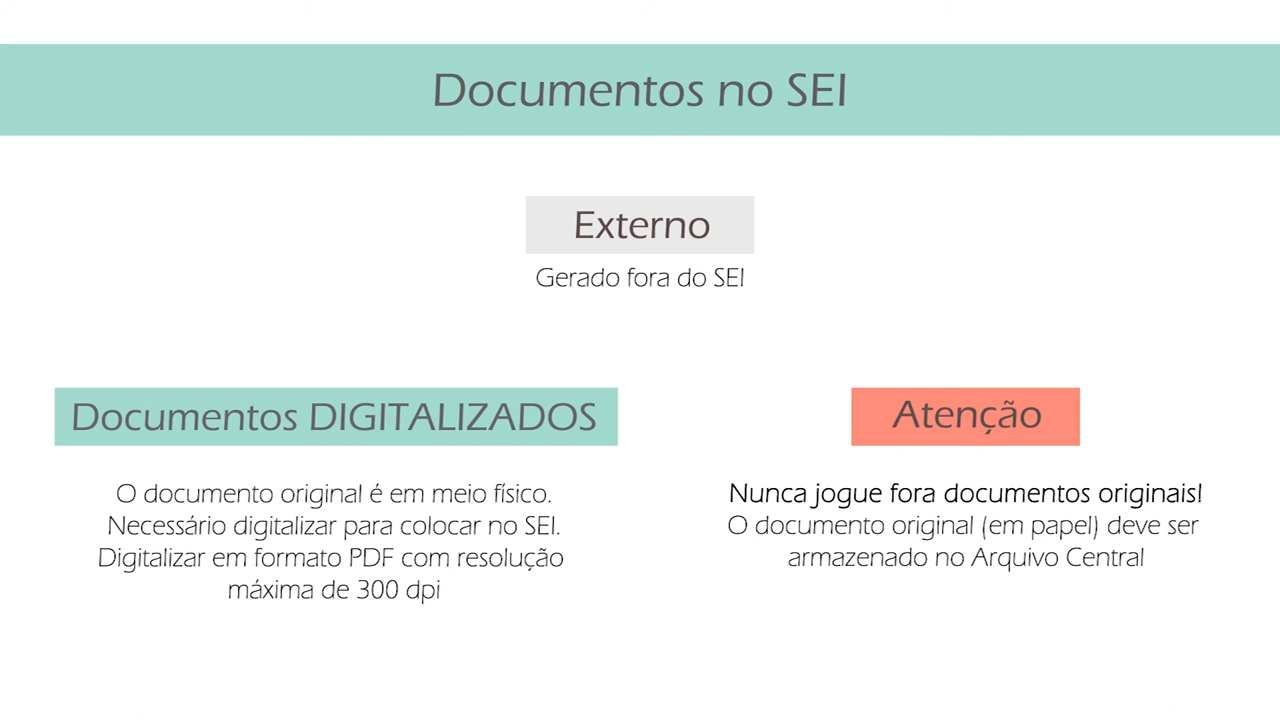 Documentos no SEI
Externo
Gerado fora do SEI
Documentos DIGITALIZADOS
O documento original é em meio físico.
Necessário digitalizar para colocar no SEI.
Digitalizar em formato PDF com resolução
máxima de 300 dpi
Atenção
Nunca jogue fora documentos originais!
O documento original (em papel) deve ser
armazenado no Arquivo Central